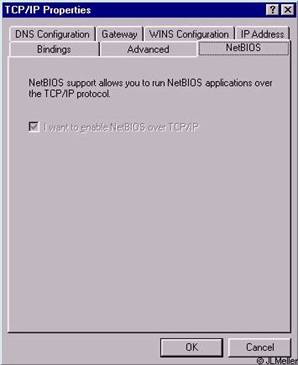 TCP/IP Properties
DNS Configuration Gateway WINS Configuration IP Address
Bindings Advanced NetBIOS
NetBIOS support allows you to run NetBIOS applications over
the TCP/IP protocol.
I want to enable NetBIOS over TCP/IP
OK Cancel
© JLMeller